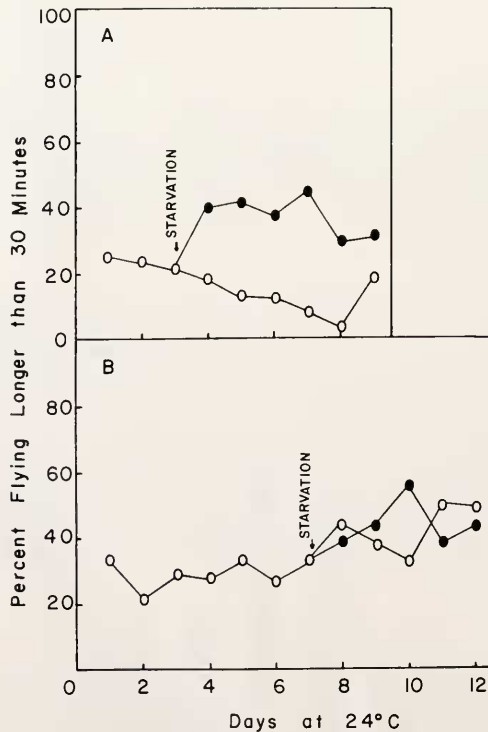 Percent Flying Longer than 30 Minutes
A
100
80
60
40
20
0
STARVATION
B
80
60
40
20
STARVATION
0 2 4 6 8 10 12
Days at 24°C